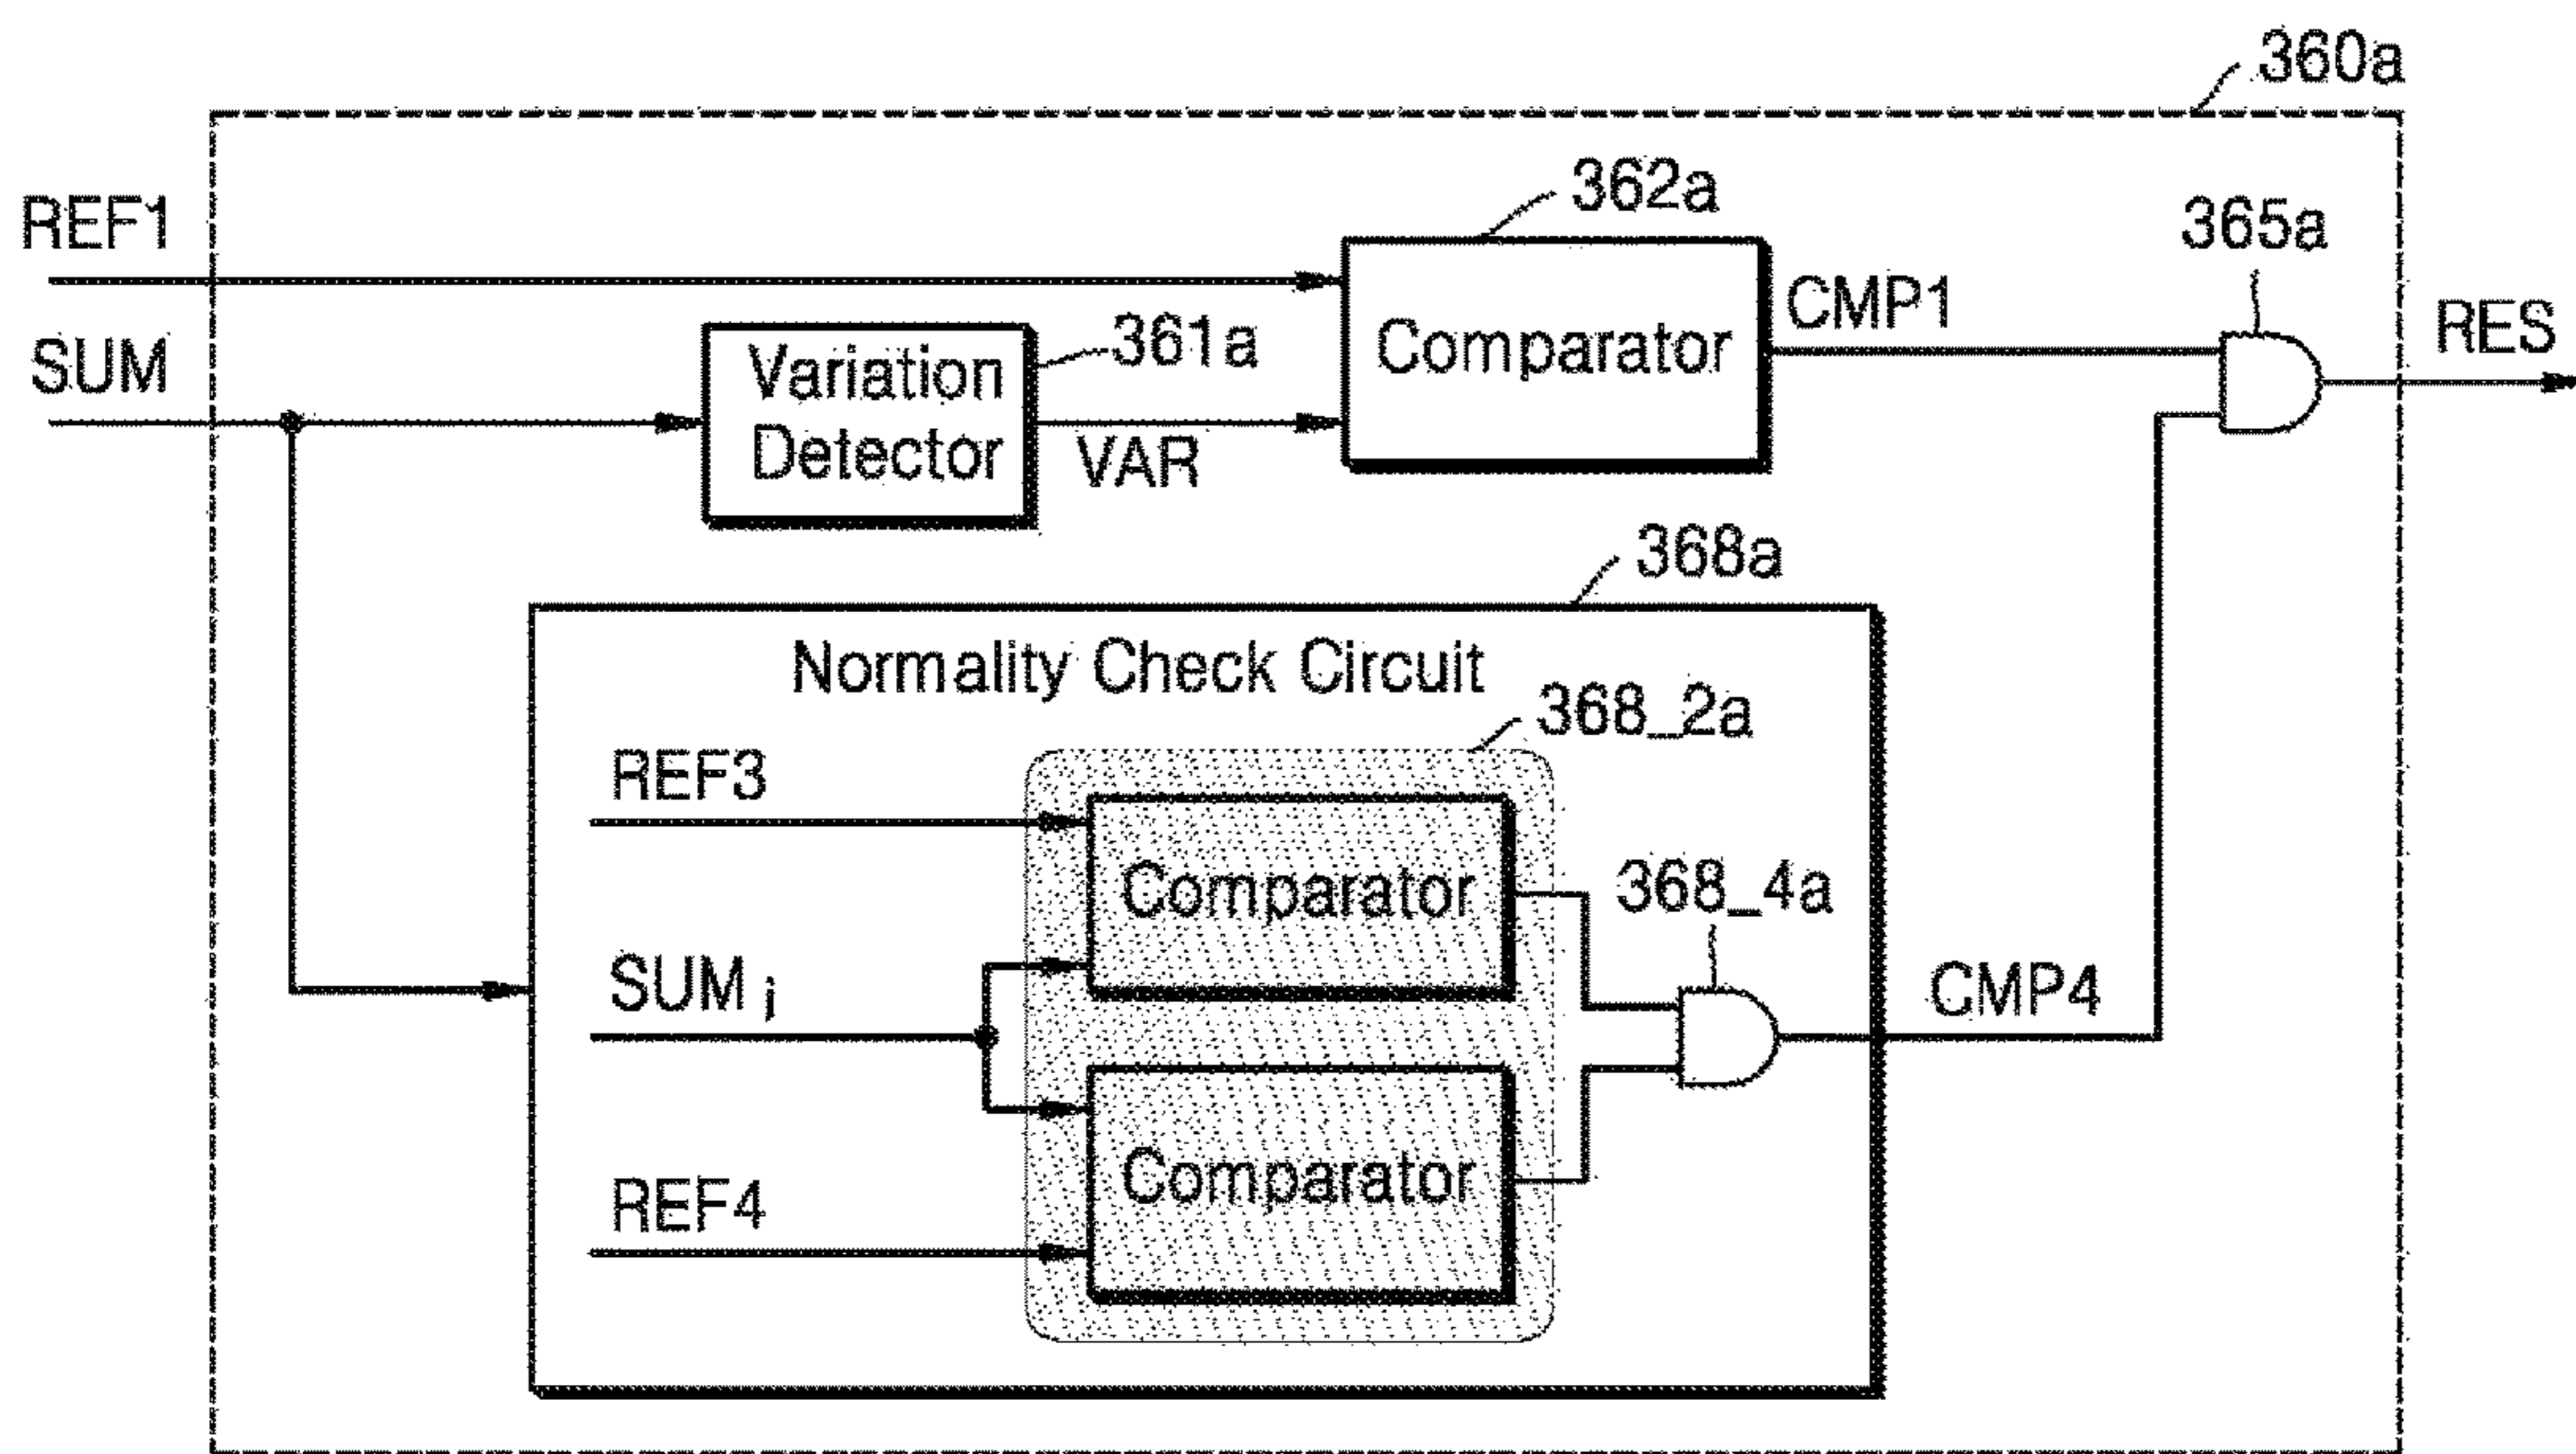 360a
362a
REF1
365a
CMP1
RES
361a
Variation
Detector
Comparator
SUM
VAR
368a
Normality Check Circuit
368_2a
REF3
Comparator
368_4a
SUM i
CMP4
Comparator
REF4